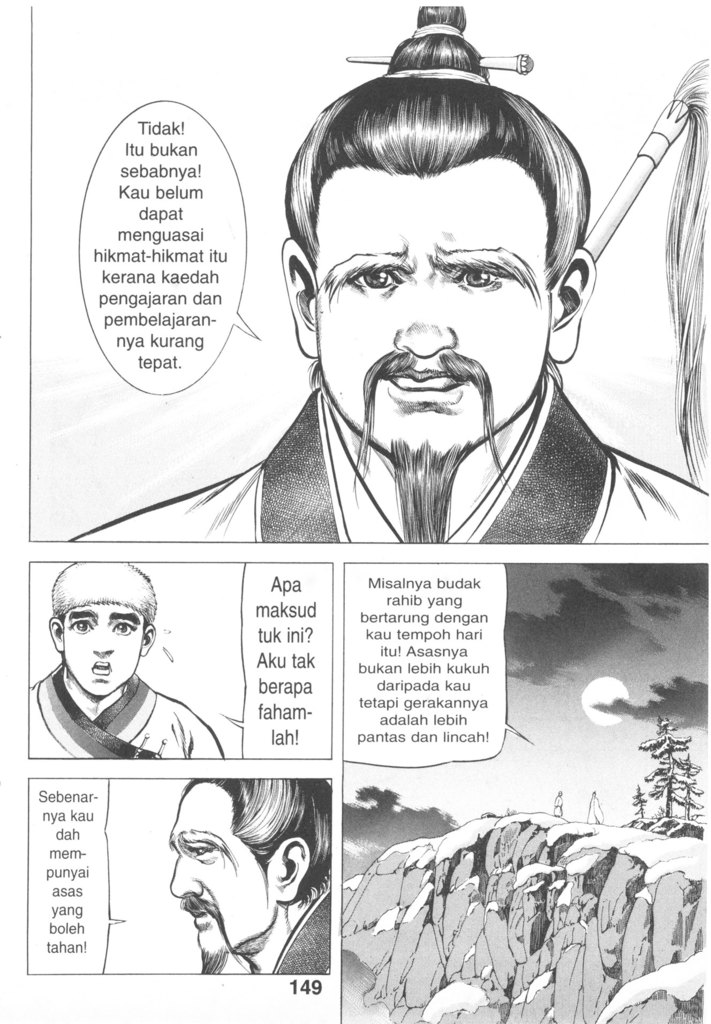 Tidak!
Itu bukan
sebabnya!
Kau belum
dapat
menguasai
hikmat-hikmat itu
kerana kaedah
pengajaran dan
pembelajaran-
nya kurang
tepat.
Apa
maksud
tuk ini?
Aku tak
berapa
faham-
lah!
Sebenar-
nya kau
dah
mem-
punyai
asas
yang
boleh
tahan!
Misalnya budak
rahib yang
bertarung dengan
kau tempoh hari
itu! Asasnya
bukan lebih kukuh
daripada kau
tetapi gerakannya
adalah lebih
pantas dan lincah!
149